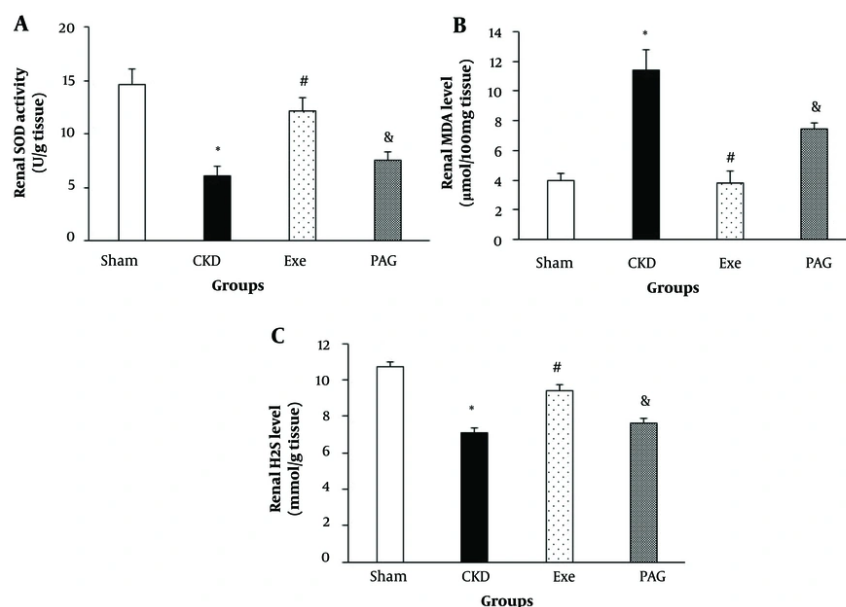 A
Renal SOD activity
(U/g tissue)
20
15
10
5
0
*
#
&
Sham CKD Exe PAG
Groups
B
Renal MDA level
(μmol/100mg tissue)
14
12
10
8
6
4
2
0
*
#
&
Sham CKD Exe PAG
Groups
C
Renal H2S level
(mmol/g tissue)
12
10
8
6
4
2
0
*
#
&
Sham CKD Exe PAG
Groups